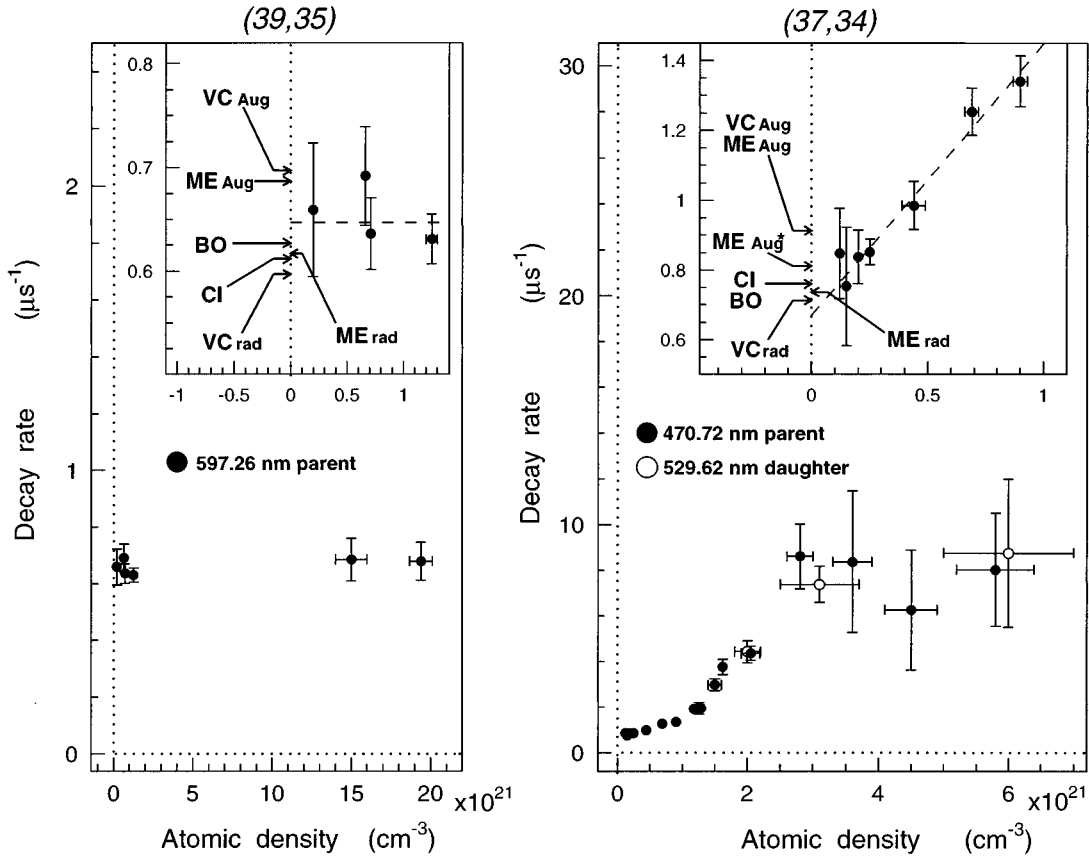 (39,35)
(37,34)
Decay rate (μs⁻¹)
0
1
2
0.6
0.7
0.8
VC Aug
ME Aug
BO
CI
VC rad
ME rad
-1 -0.5 0 0.5 1
597.26 nm parent
0 5 10 15 20 x10²¹
Atomic density (cm⁻³)
Decay rate (μs⁻¹)
0
10
20
30
0.6
0.8
1
1.2
1.4
VC Aug
ME Aug
ME Aug*
CI
BO
VC rad
ME rad
0 0.5 1
470.72 nm parent
529.62 nm daughter
0 2 4 6 x10²¹
Atomic density (cm⁻³)